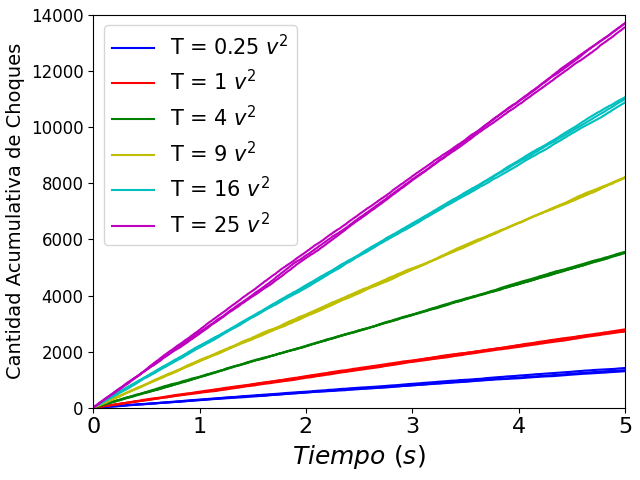 14000
12000
10000
8000
6000
4000
2000
0
Cantidad Acumulativa de Choques
T = 0.25 v²
T = 1 v²
T = 4 v²
T = 9 v²
T = 16 v²
T = 25 v²
0 1 2 3 4 5
Tiempo (s)